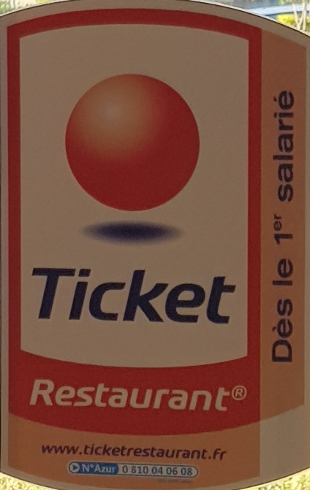 Ticket
Restaurant®
www.ticketrestaurant.fr
N°Azur 0 810 04 06 08
Dès le 1er salarié